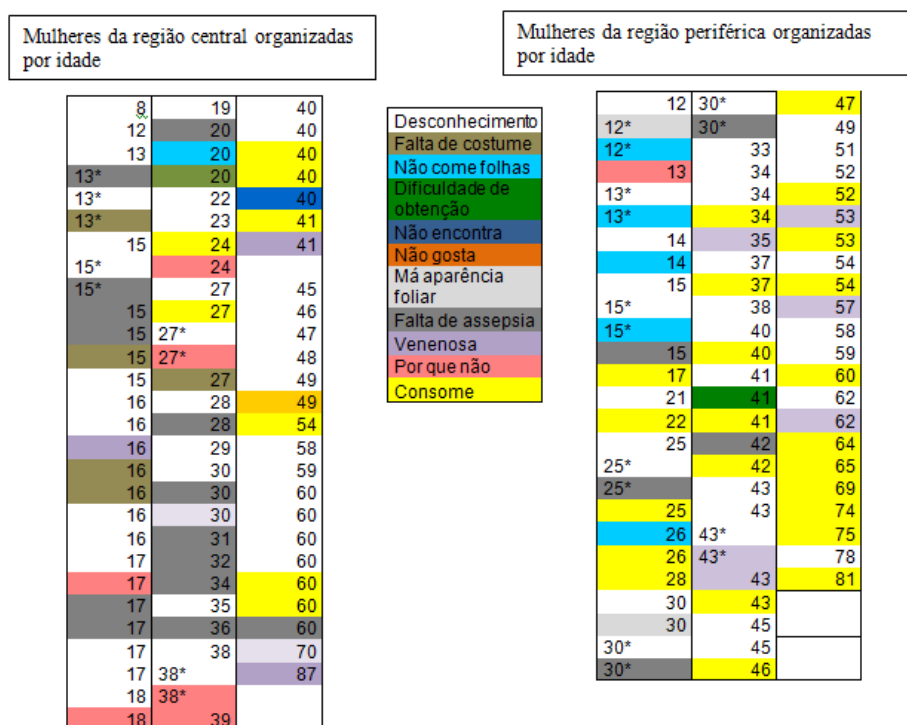 Mulheres da região central organizadas
por idade
8 19 40
12 20 40
13 20 40
13* 20 40
13* 22 40
13* 23 41
15 24 41
15* 24
15* 27 45
15 27 46
15 27* 47
15 27* 48
15 27 49
16 28 49
16 28 54
16 29 58
16 30 59
16 30 60
16 30 60
16 31 60
17 32 60
17 34 60
17 35 60
17 36 60
17 38 70
17 38* 87
18 38*
18 39
Desconhecimento
Falta de costume
Não come folhas
Dificuldade de
obtenção
Não encontra
Não gosta
Má aparência
foliar
Falta de assepsia
Venenosa
Por que não
Consome
Mulheres da região periférica organizadas
por idade
12 30* 47
12* 30* 49
12* 33 51
13 34 52
13* 34 52
13* 34 53
14 35 53
14 37 54
15 37 54
15* 38 57
15* 40 58
15 40 59
17 41 60
21 41 62
22 41 62
25 42 64
25* 42 65
25* 43 69
25 43 74
26 43* 75
26 43* 78
28 43 81
30 43
30 45
30* 45
30* 46